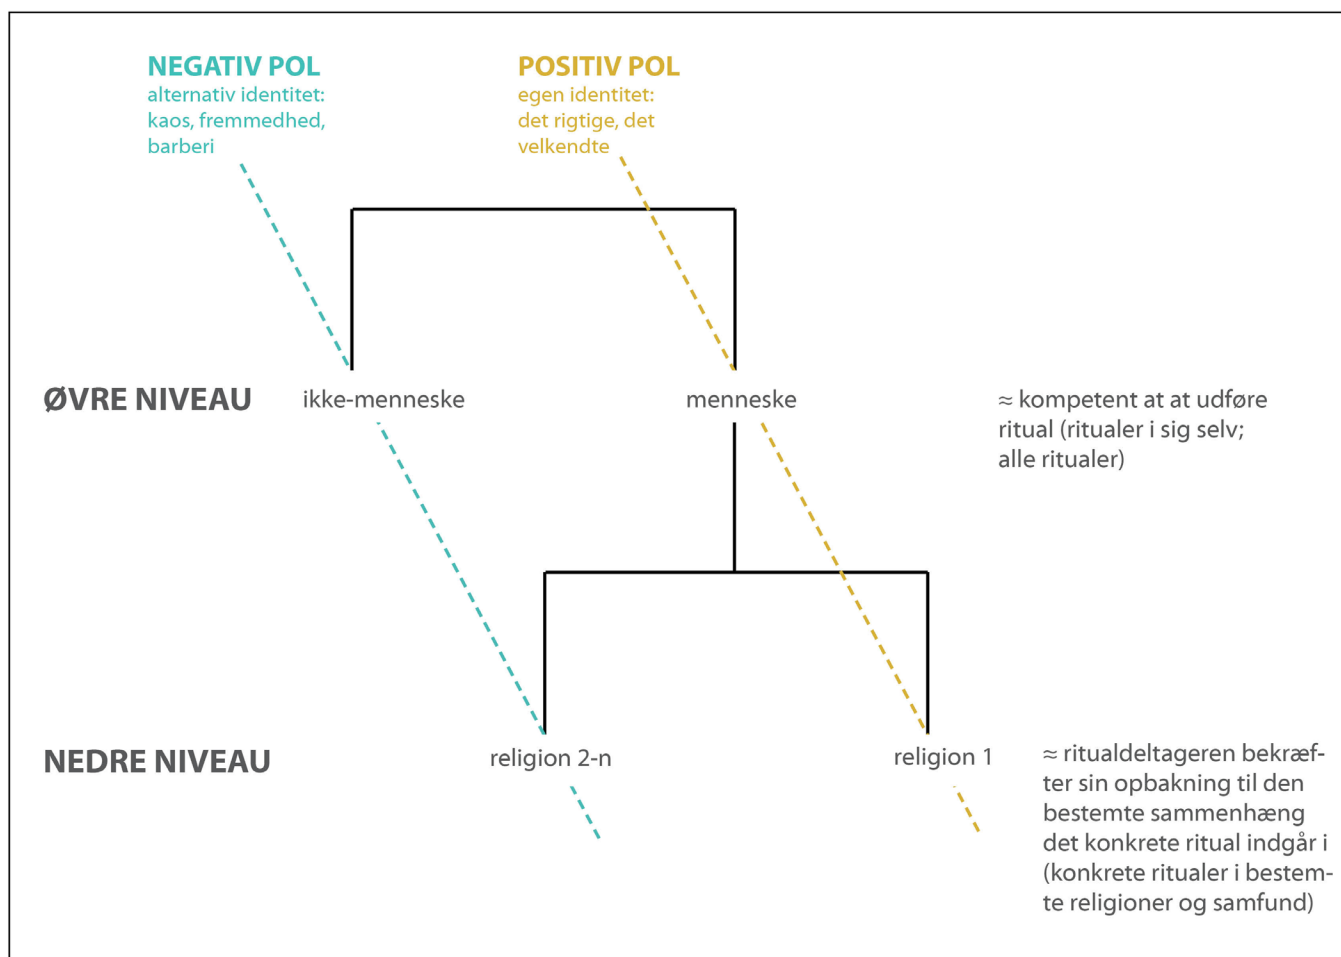 NEGATIV POL
alternativ identitet:
kaos, fremmedhed,
barberi
POSITIV POL
egen identitet:
det rigtige, det
velkendte
ØVRE NIVEAU
ikke-menneske
menneske
≈ kompetent at at udføre
ritual (ritualer i sig selv;
alle ritualer)
NEDRE NIVEAU
religion 2-n
religion 1
≈ ritualdeltageren bekræf-
ter sin opbakning til den
bestemte sammenhæng
det konkrete ritual indgår i
(konkrete ritualer i bestem-
te religioner og samfund)